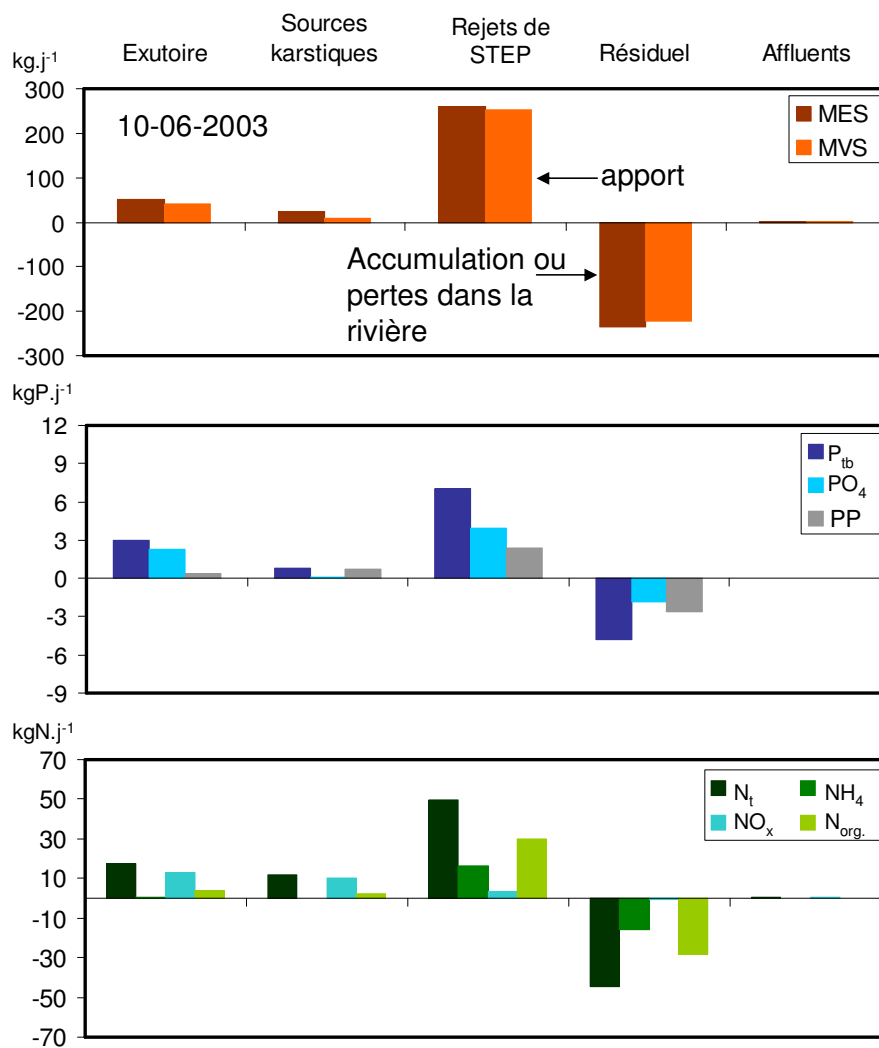 Exutoire
Sources
karstiques
Rejets de
STEP
Résiduel
Affluents
kg.j-1
300
200
100
0
-100
-200
-300
10-06-2003
MES
MVS
apport
Accumulation ou
pertes dans la
rivière
kgP.j-1
12
9
6
3
0
-3
-6
-9
Ptb
PO4
PP
kgN.j-1
70
50
30
10
-10
-30
-50
-70
Nt NH4
NOx Norg.